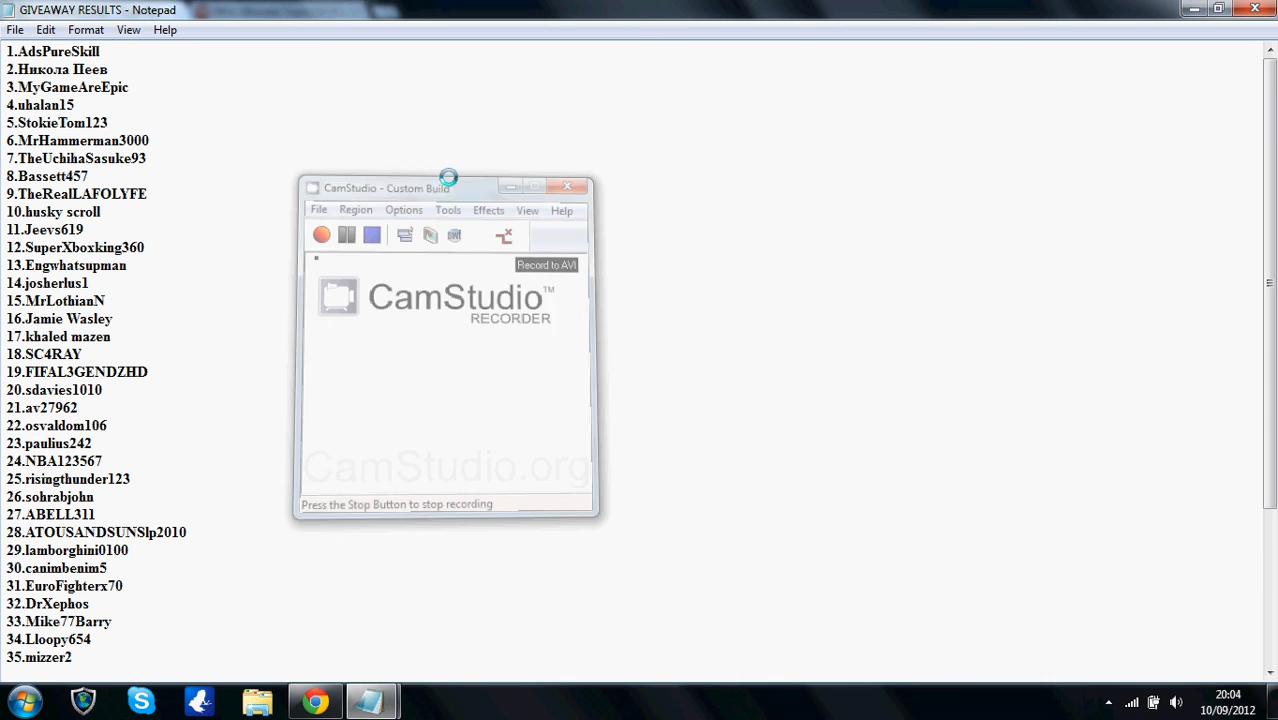 GIVEAWAY RESULTS - Notepad
File Edit Format View Help
1.AdsPureSkill
2.Никола Пеев
3.MyGameAreEpic
4.uhalan15
5.StokieTom123
6.MrHammerman3000
7.TheUchihaSasuke93
8.Bassett457
9.TheRealLAFOLYFE
10.husky scroll
11.Jeevs619
12.SuperXboxking360
13.Engwhatsupman
14.josherlus1
15.MrLothianN
16.Jamie Wasley
17.khaled mazen
18.SC4RAY
19.FIFAL3GENDZHD
20.sdavies1010
21.av27962
22.osvaldom106
23.paulius242
24.NBA123567
25.risingthunder123
26.sohrabjohn
27.ABELL311
28.ATOUSANDSUNSlp2010
29.lamborghini0100
30.canimbenim5
31.EuroFighterx70
32.DrXephos
33.Mike77Barry
34.Lloopy654
35.mizzer2
CamStudio - Custom Build
File Region Options Tools Effects View Help
Record to AVI
CamStudio™
RECORDER
CamStudio.org
Press the Stop Button to stop recording
20:04
10/09/2012